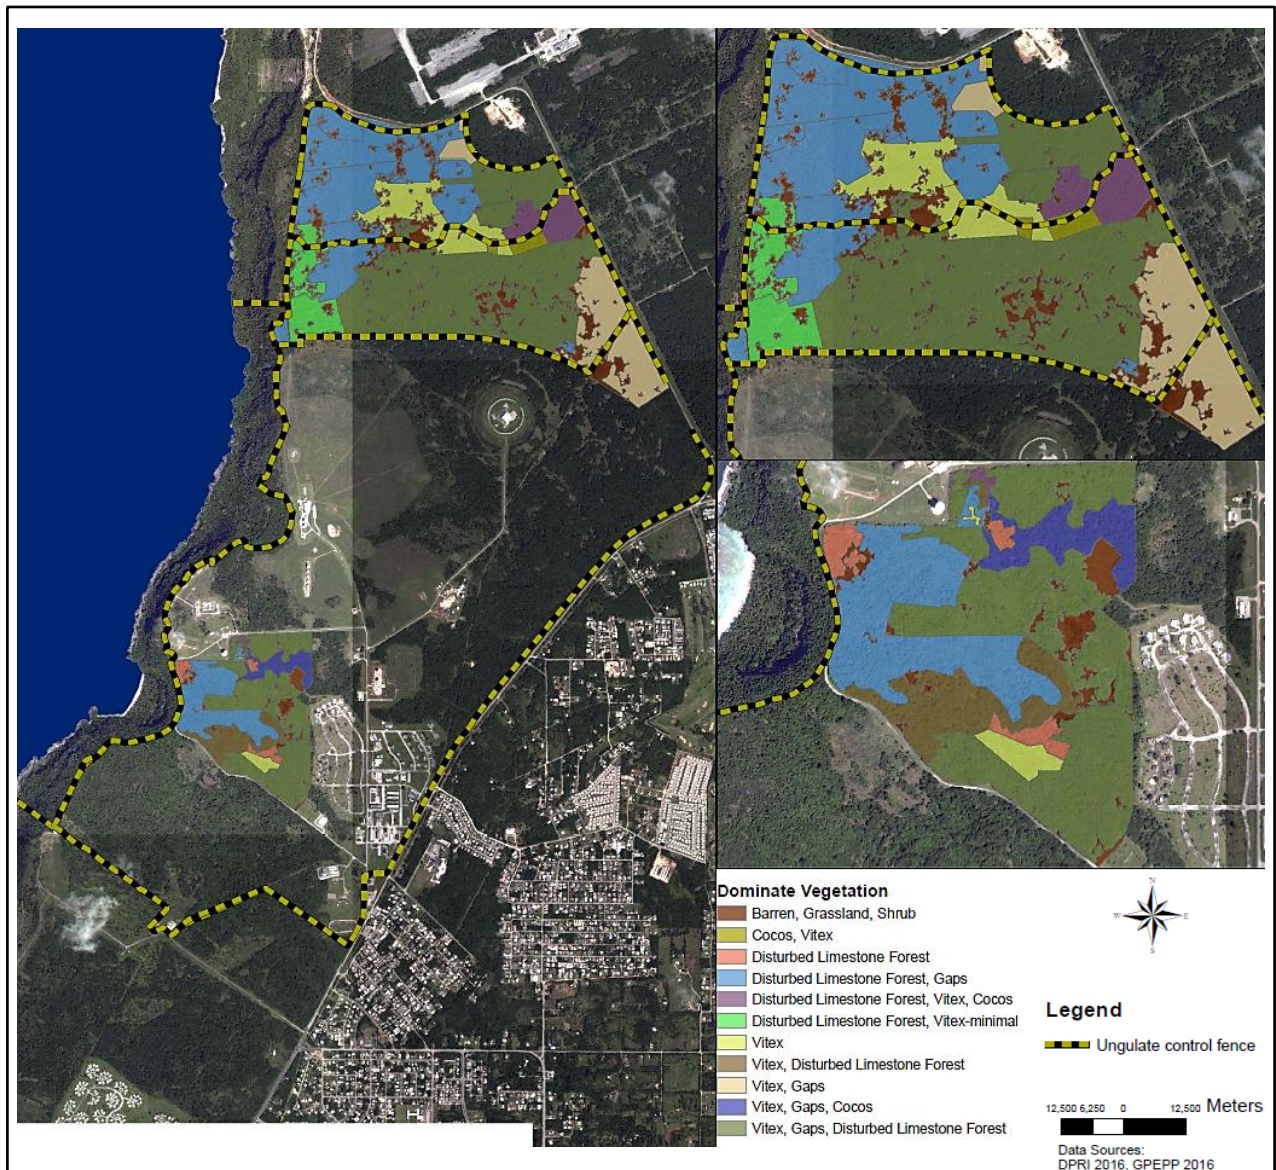 Dominate Vegetation
Barren, Grassland, Shrub
Cocos, Vitex
Disturbed Limestone Forest
Disturbed Limestone Forest, Gaps
Disturbed Limestone Forest, Vitex, Cocos
Disturbed Limestone Forest, Vitex-minimal
Vitex
Vitex, Disturbed Limestone Forest
Vitex, Gaps
Vitex, Gaps, Cocos
Vitex, Gaps, Disturbed Limestone Forest
N
W E
S
Legend
Ungulate control fence
12,500 6,250 0 12,500 Meters
Data Sources:
DPRI 2016, GPEPP 2016